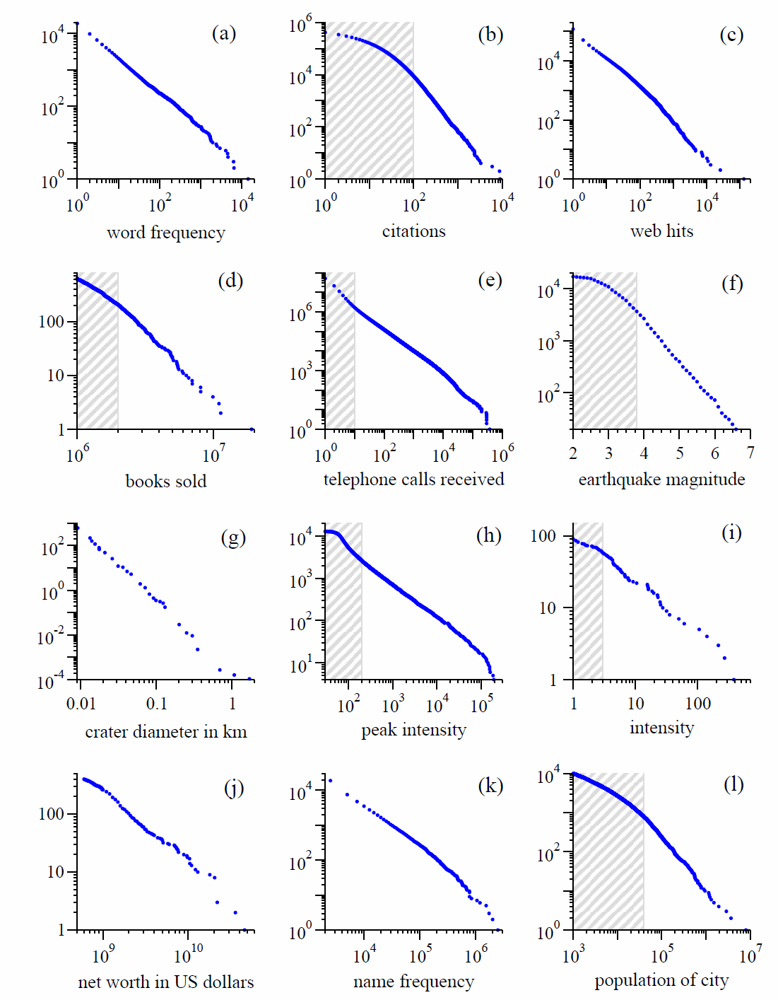 (a) (b) (c)
10^4 10^2 10^0
10^6 10^4 10^2 10^0
10^4 10^2 10^0
10^0 10^2 10^4
10^0 10^2 10^4
10^0 10^2 10^4
word frequency citations web hits
(d) (e) (f)
100 10 1
10^6 10^3 10^0
10^4 10^3 10^2
10^6 10^7
10^0 10^2 10^4 10^6
2 3 4 5 6 7
books sold telephone calls received earthquake magnitude
(g) (h) (i)
10^2 10^0 10^-2 10^-4
10^4 10^3 10^2 10^1
100 10 1
0.01 0.1 1
10^2 10^3 10^4 10^5
1 10 100
crater diameter in km peak intensity intensity
(j) (k) (l)
100 10 1
10^4 10^2 10^0
10^4 10^2 10^0
10^9 10^10
10^4 10^5 10^6
10^3 10^5 10^7
net worth in US dollars name frequency population of city